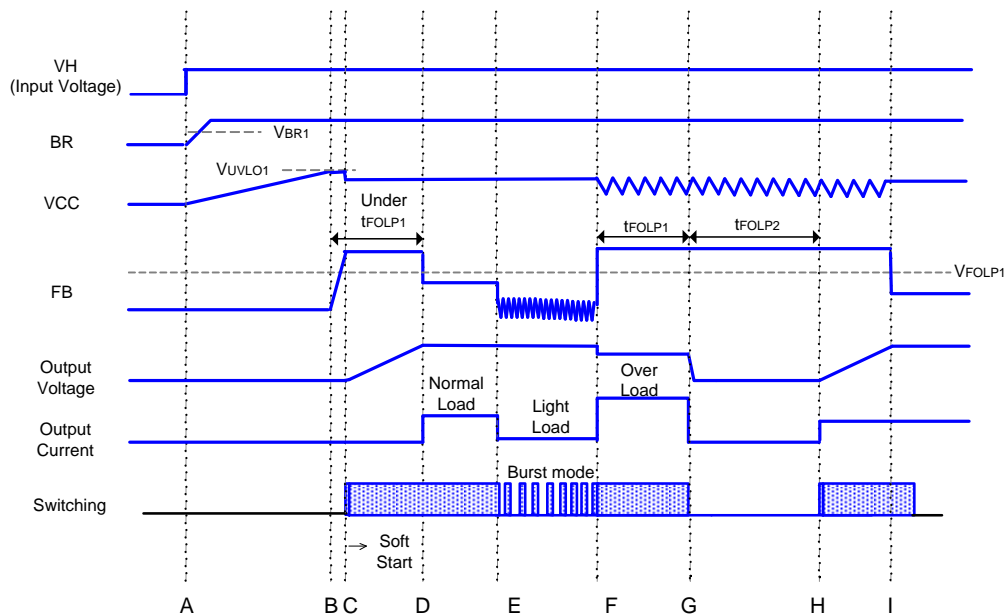 VH
(Input Voltage)
BR
VBR1
VUVLO1
VCC
Under
tFOLP1
tFOLP1
tFOLP2
VFOLP1
FB
Output
Voltage
Normal
Load
Light
Load
Over
Load
Output
Current
Burst mode
Switching
→ Soft
Start
A B C D E F G H I